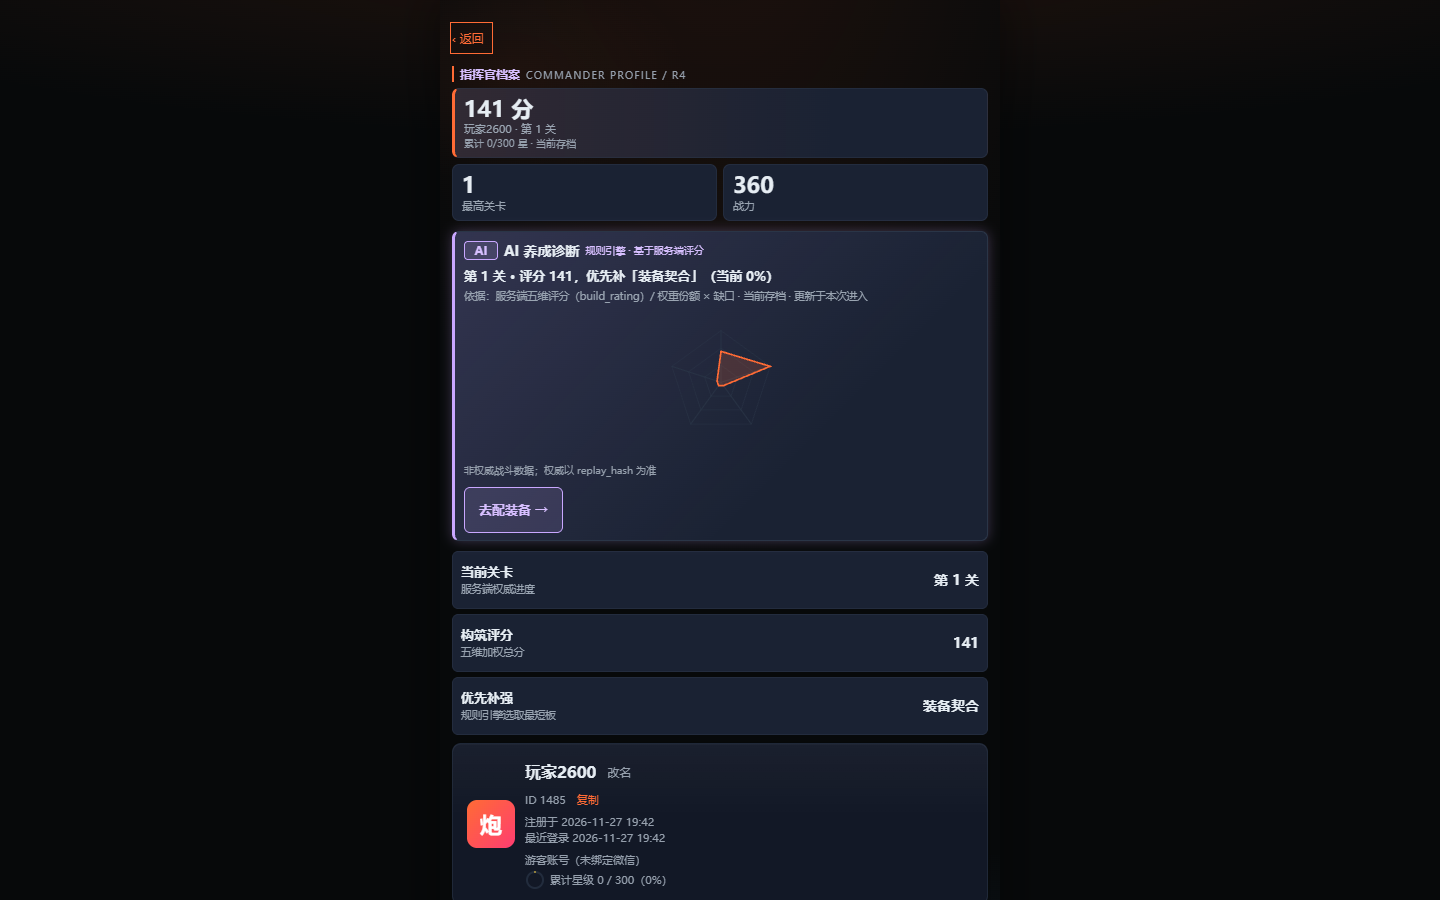 ‹ 返回
指挥官档案 COMMANDER PROFILE / R4
141 分
玩家2600 · 第 1 关
累计 0/300 星 · 当前存档
1
最高关卡
360
战力
AI AI 养成诊断 规则引擎 · 基于服务端评分
第 1 关 • 评分 141，优先补「装备契合」（当前 0%）
依据：服务端五维评分（build_rating）/ 权重份额 × 缺口 · 当前存档 · 更新于本次进入
非权威战斗数据；权威以 replay_hash 为准
去配装备 →
当前关卡
服务端权威进度
第 1 关
构筑评分
五维加权总分
141
优先补强
规则引擎选取最短板
装备契合
玩家2600 改名
ID 1485 复制
炮
注册于 2026-11-27 19:42
最近登录 2026-11-27 19:42
游客账号（未绑定微信）
累计星级 0 / 300（0%）